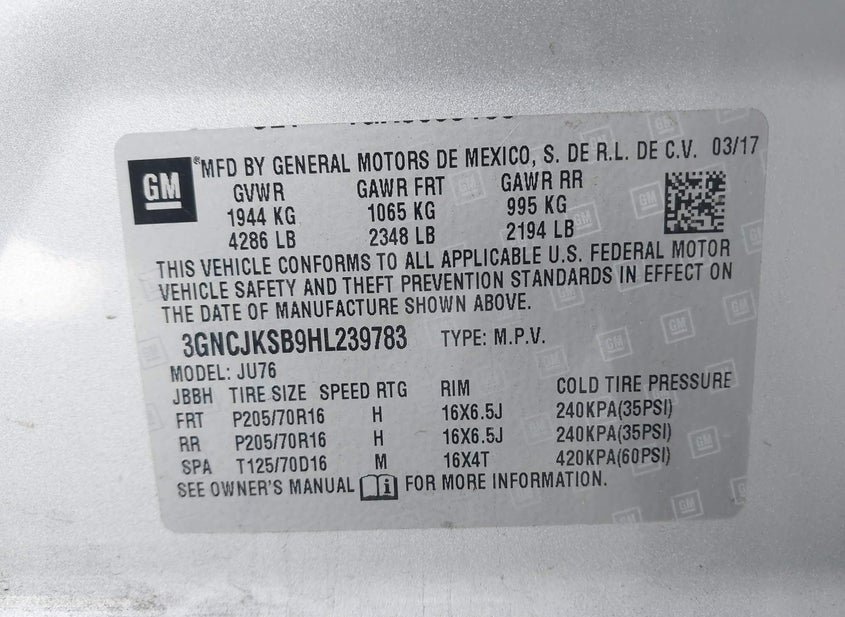 GM
®MFD BY GENERAL MOTORS DE MEXICO, S. DE R.L. DE C.V. 03/17
GVWR GAWR FRT GAWR RR
1944 KG 1065 KG 995 KG
4286 LB 2348 LB 2194 LB
THIS VEHICLE CONFORMS TO ALL APPLICABLE U.S. FEDERAL MOTOR
VEHICLE SAFETY AND THEFT PREVENTION STANDARDS IN EFFECT ON
THE DATE OF MANUFACTURE SHOWN ABOVE.
3GNCJKSB9HL239783 TYPE: M.P.V.
MODEL: JU76
JBBH TIRE SIZE SPEED RTG RIM COLD TIRE PRESSURE
FRT P205/70R16 H 16X6.5J 240KPA(35PSI)
RR P205/70R16 H 16X6.5J 240KPA(35PSI)
SPA T125/70D16 M 16X4T 420KPA(60PSI)
SEE OWNER'S MANUAL FOR MORE INFORMATION.